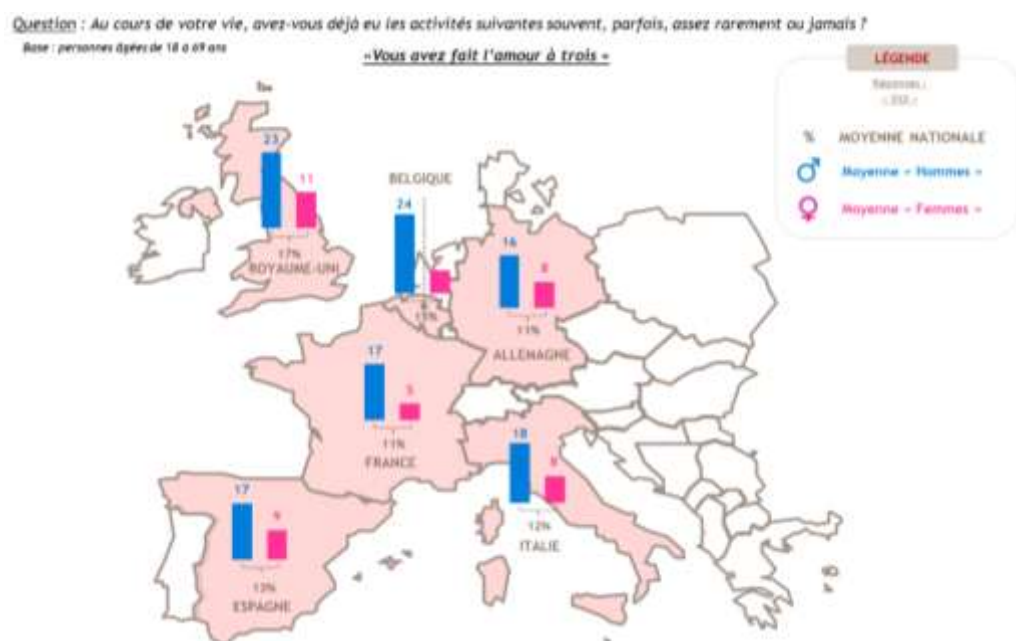 Question : Au cours de votre vie, avez-vous déjà eu les activités suivantes souvent, parfois, assez rarement ou jamais ?
Base : personnes âgées de 18 à 69 ans
«Vous avez fait l'amour à trois »
LÉGENDE
% MOYENNE NATIONALE
Moyenne « Hommes »
Moyenne « Femmes »
23
11
17%
ROYAUME-UNI
BELGIQUE
24
15%
16
8
11%
ALLEMAGNE
17
5
11%
FRANCE
18
8
12%
ITALIE
17
9
13%
ESPAGNE